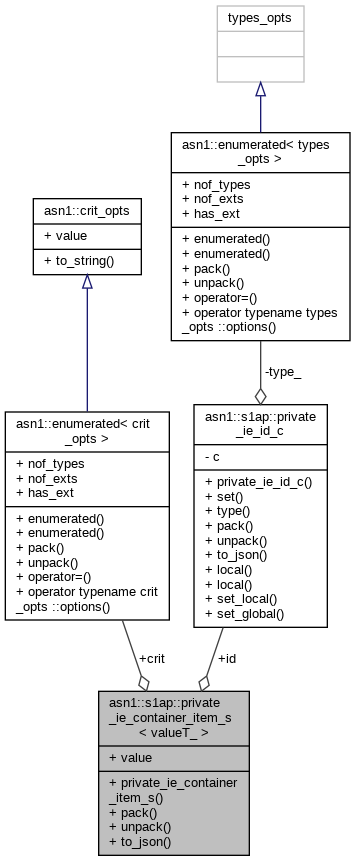 types_opts
asn1::enumerated< types
_opts >
+ nof_types
+ nof_exts
+ has_ext
+ enumerated()
+ enumerated()
+ pack()
+ unpack()
+ operator=()
+ operator typename types
_opts ::options()
asn1::crit_opts
+ value
+ to_string()
-type_
asn1::enumerated< crit
_opts >
+ nof_types
+ nof_exts
+ has_ext
+ enumerated()
+ enumerated()
+ pack()
+ unpack()
+ operator=()
+ operator typename crit
_opts ::options()
asn1::s1ap::private
_ie_id_c
- c
+ private_ie_id_c()
+ set()
+ type()
+ pack()
+ unpack()
+ to_json()
+ local()
+ local()
+ set_local()
+ set_global()
+crit
+id
asn1::s1ap::private
_ie_container_item_s
< valueT_ >
+ value
+ private_ie_container
_item_s()
+ pack()
+ unpack()
+ to_json()